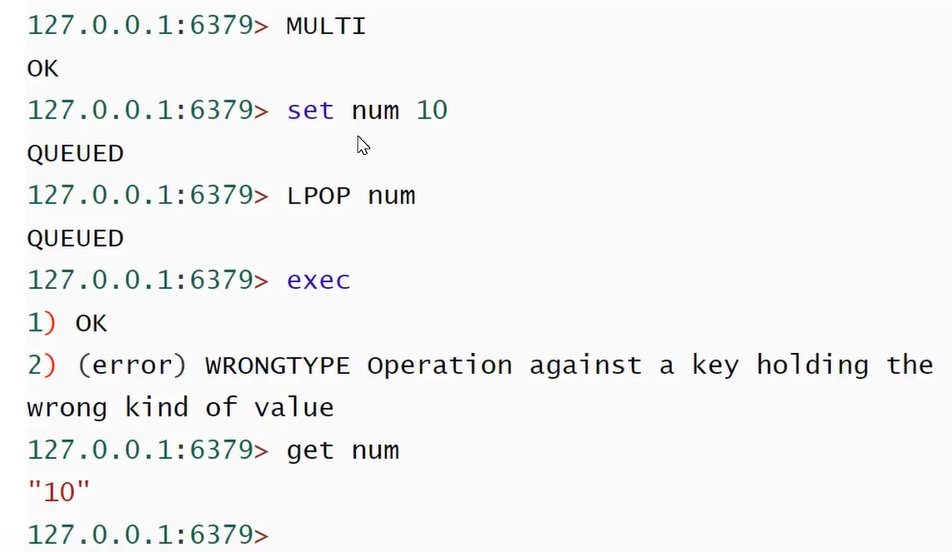 127.0.0.1:6379> MULTI
OK
127.0.0.1:6379> set num 10
QUEUED
127.0.0.1:6379> LPOP num
QUEUED
127.0.0.1:6379> exec
1) OK
2) (error) WRONGTYPE Operation against a key holding the
wrong kind of value
127.0.0.1:6379> get num
"10"
127.0.0.1:6379>